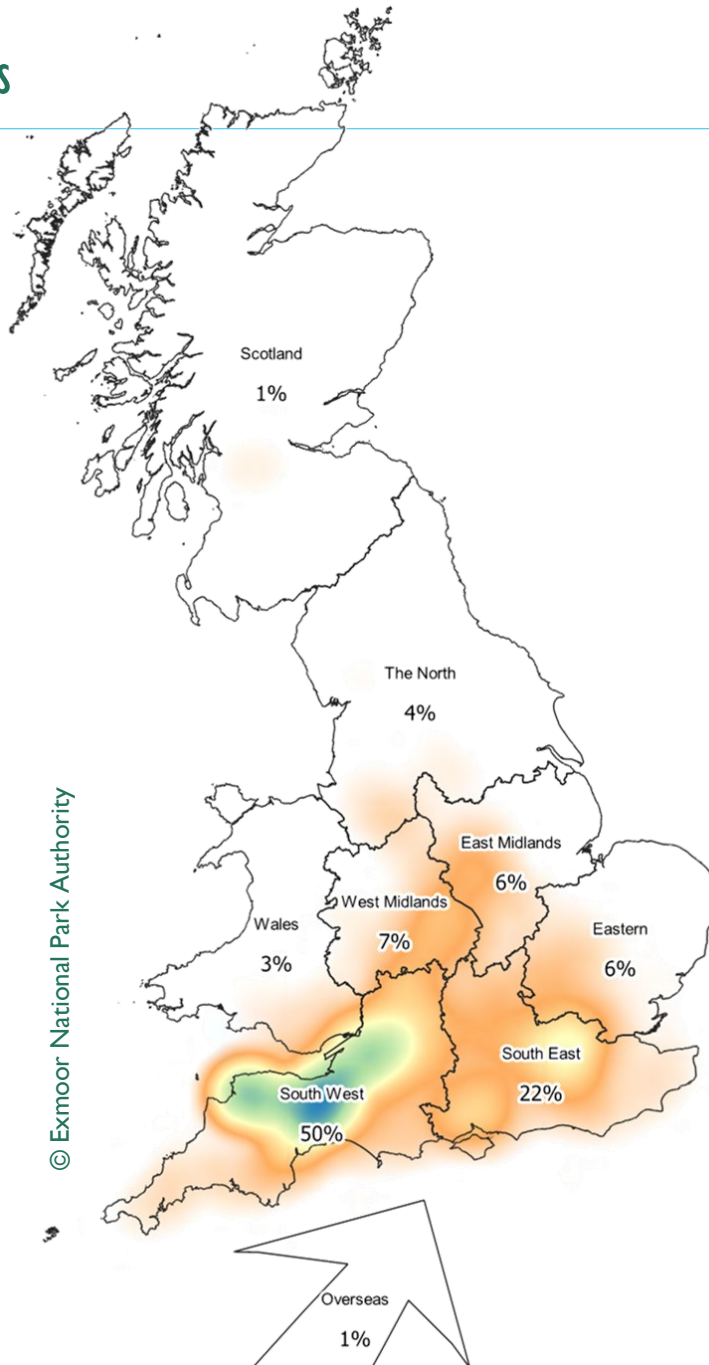 s
Scotland
1%
The North
4%
East Midlands
6%
West Midlands
7%
Wales
3%
Eastern
6%
South East
22%
South West
50%
Overseas
1%
© Exmoor National Park Authority